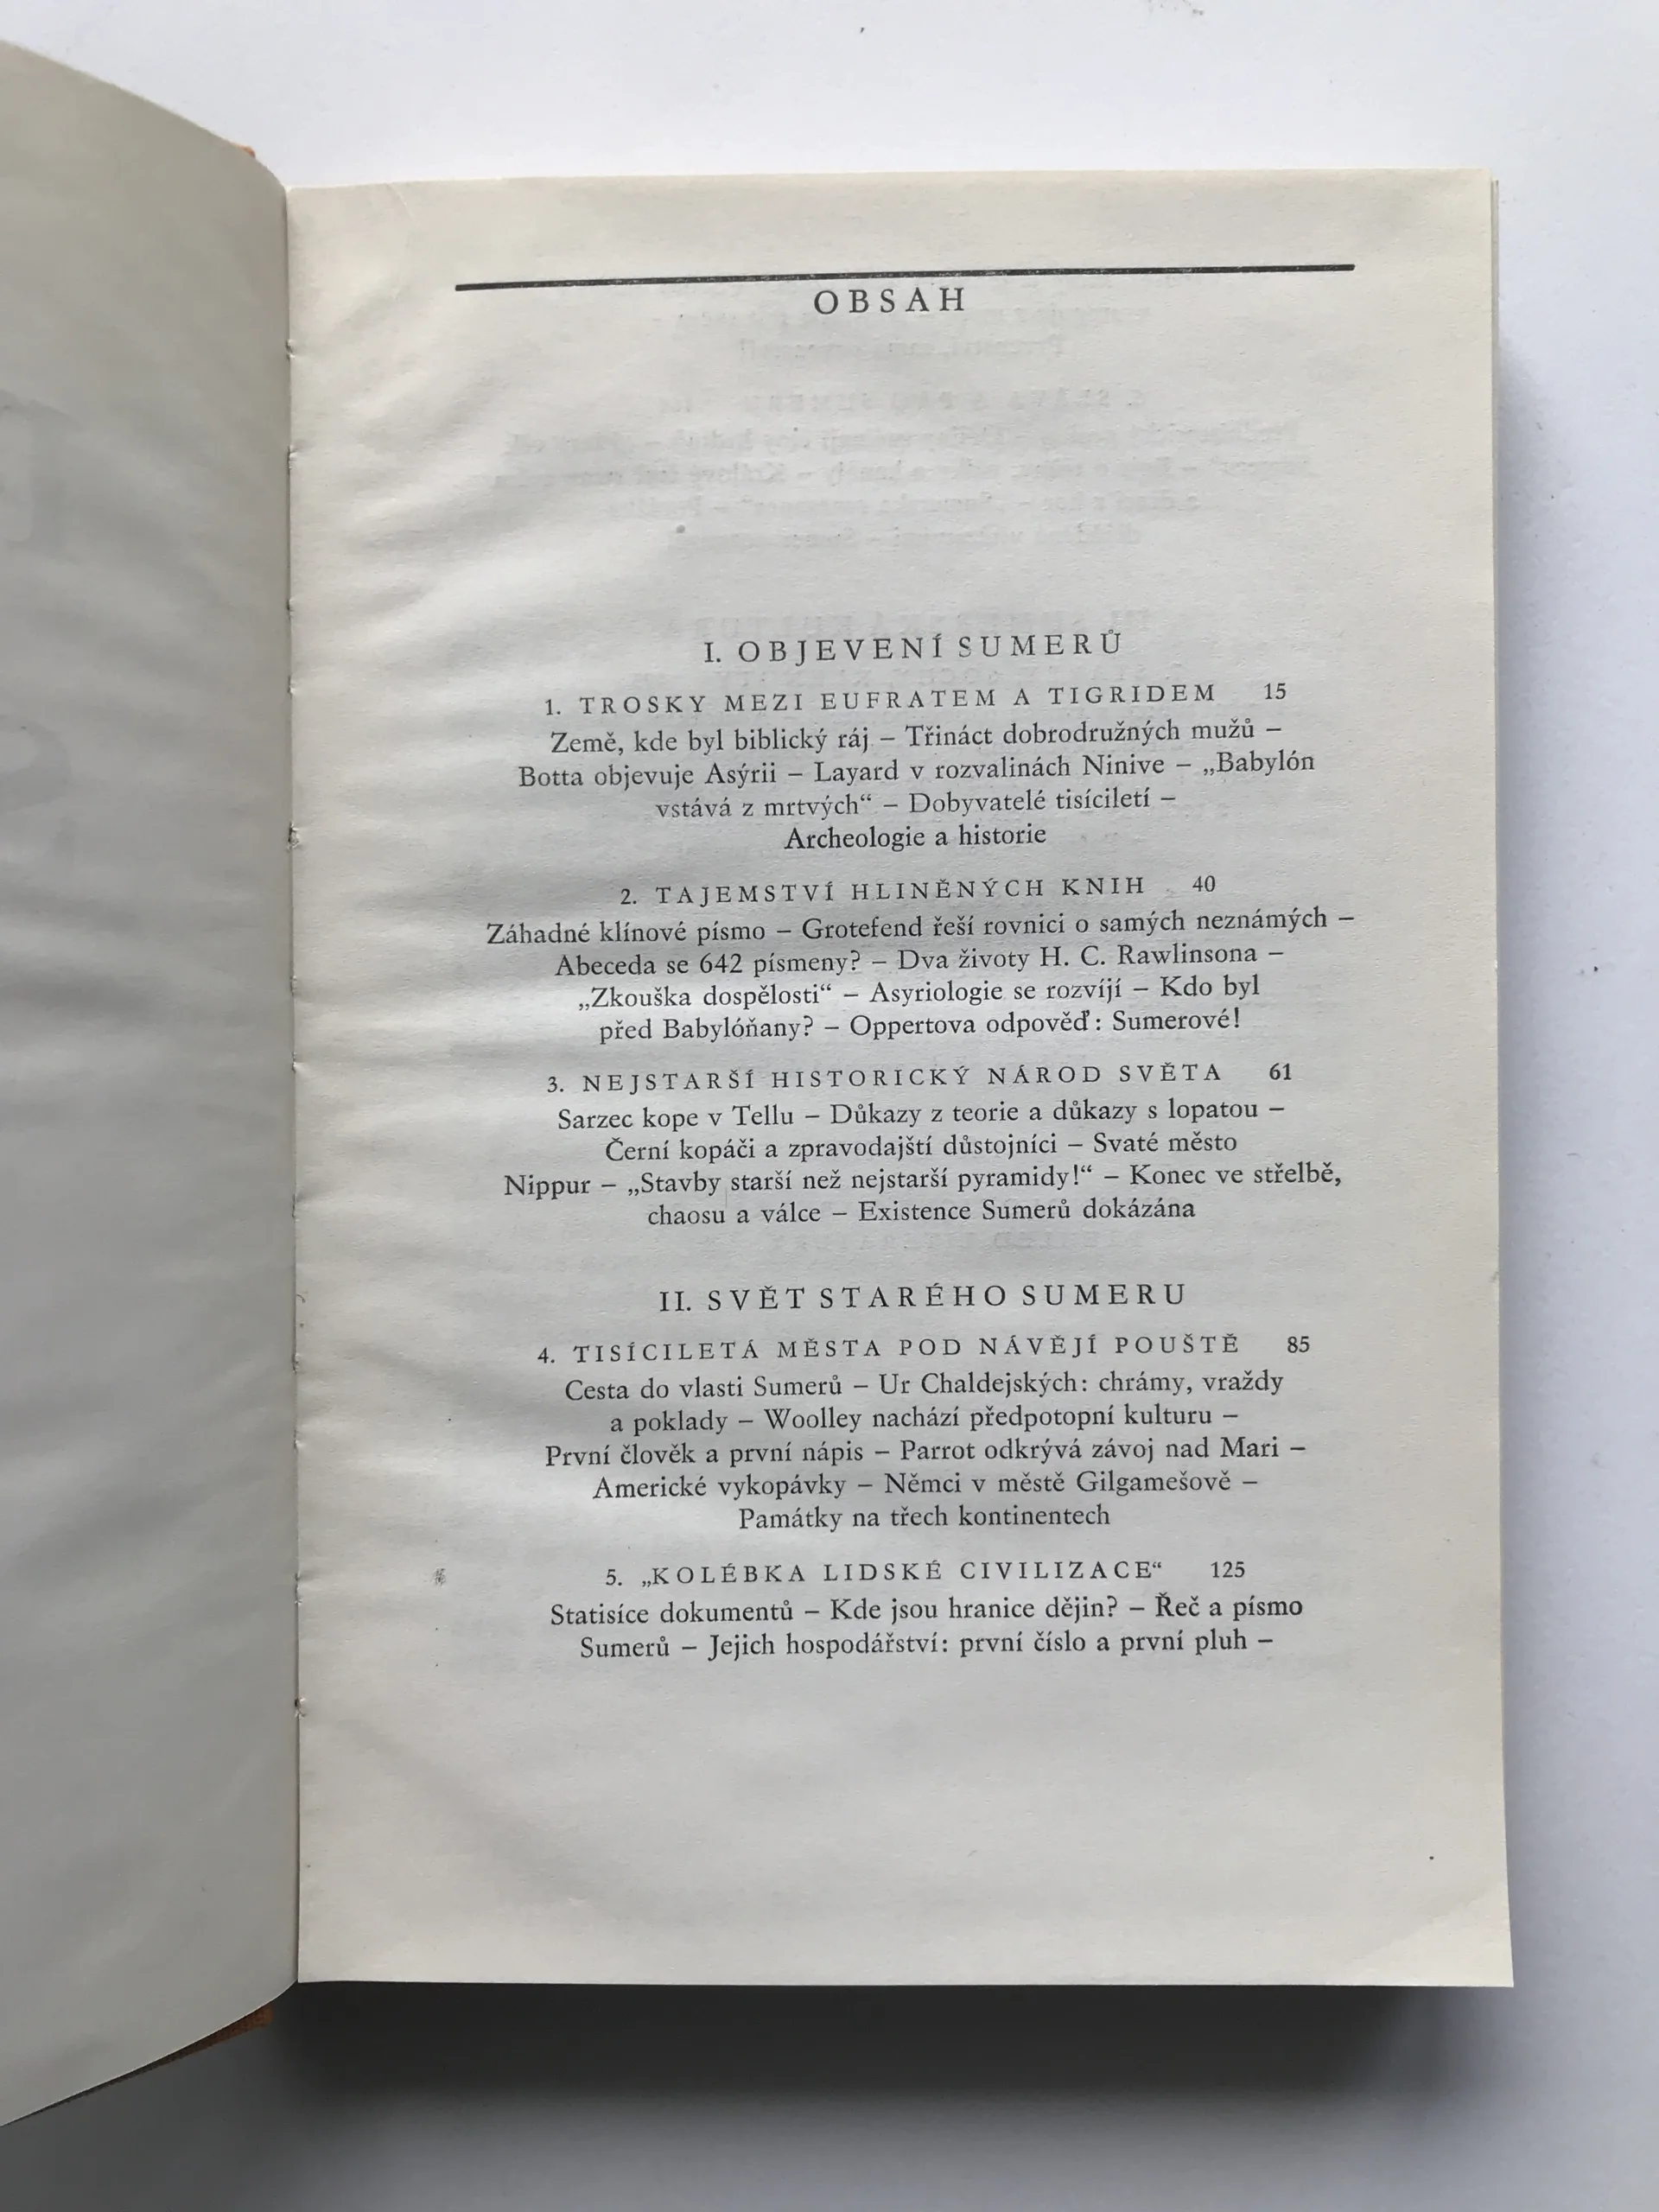 OBSAH
I. OBJEVENÍ SUMERŮ
1. TROSKY MEZI EUFRATEM A TIGRIDEM 15
Země, kde byl biblický ráj – Třináct dobrodružných mužů –
Botta objevuje Asýrii – Layard v rozvalinách Ninive – „Babylón
vstává z mrtvých“ – Dobyvatelé tisíciletí –
Archeologie a historie
2. TAJEMSTVÍ HLINĚNÝCH KNIH 40
Záhadné klínové písmo – Grotefend řeší rovnici o samých neznámých –
Abeceda se 642 písmeny? – Dva životy H. C. Rawlinsona –
„Zkouška dospělosti“ – Asyriologie se rozvíjí – Kdo byl
před Babylóňany? – Oppertova odpověď: Sumerové!
3. NEJSTARŠÍ HISTORICKÝ NÁROD SVĚTA 61
Sarzec kope v Tellu – Důkazy z teorie a důkazy s lopatou –
Černí kopáči a zpravodajští důstojníci – Svaté město
Nippur – „Stavby starší než nejstarší pyramidy!“ – Konec ve střelbě,
chaosu a válce – Existence Sumerů dokázána
II. SVĚT STARÉHO SUMERU
4. TISÍCILETÁ MĚSTA POD NÁVĚJÍ POUŠTĚ 85
Cesta do vlasti Sumerů – Ur Chaldejských: chrámy, vraždy
a poklady – Woolley nachází předpotopní kulturu –
První člověk a první nápis – Parrot odkrývá závoj nad Mari –
Americké vykopávky – Němci v městě Gilgamešově –
Památky na třech kontinentech
5. „KOLÉBKA LIDSKÉ CIVILIZACE“ 125
Statisíce dokumentů – Kde jsou hranice dějin? – Řeč a písmo
Sumerů – Jejich hospodářství: první číslo a první pluh –